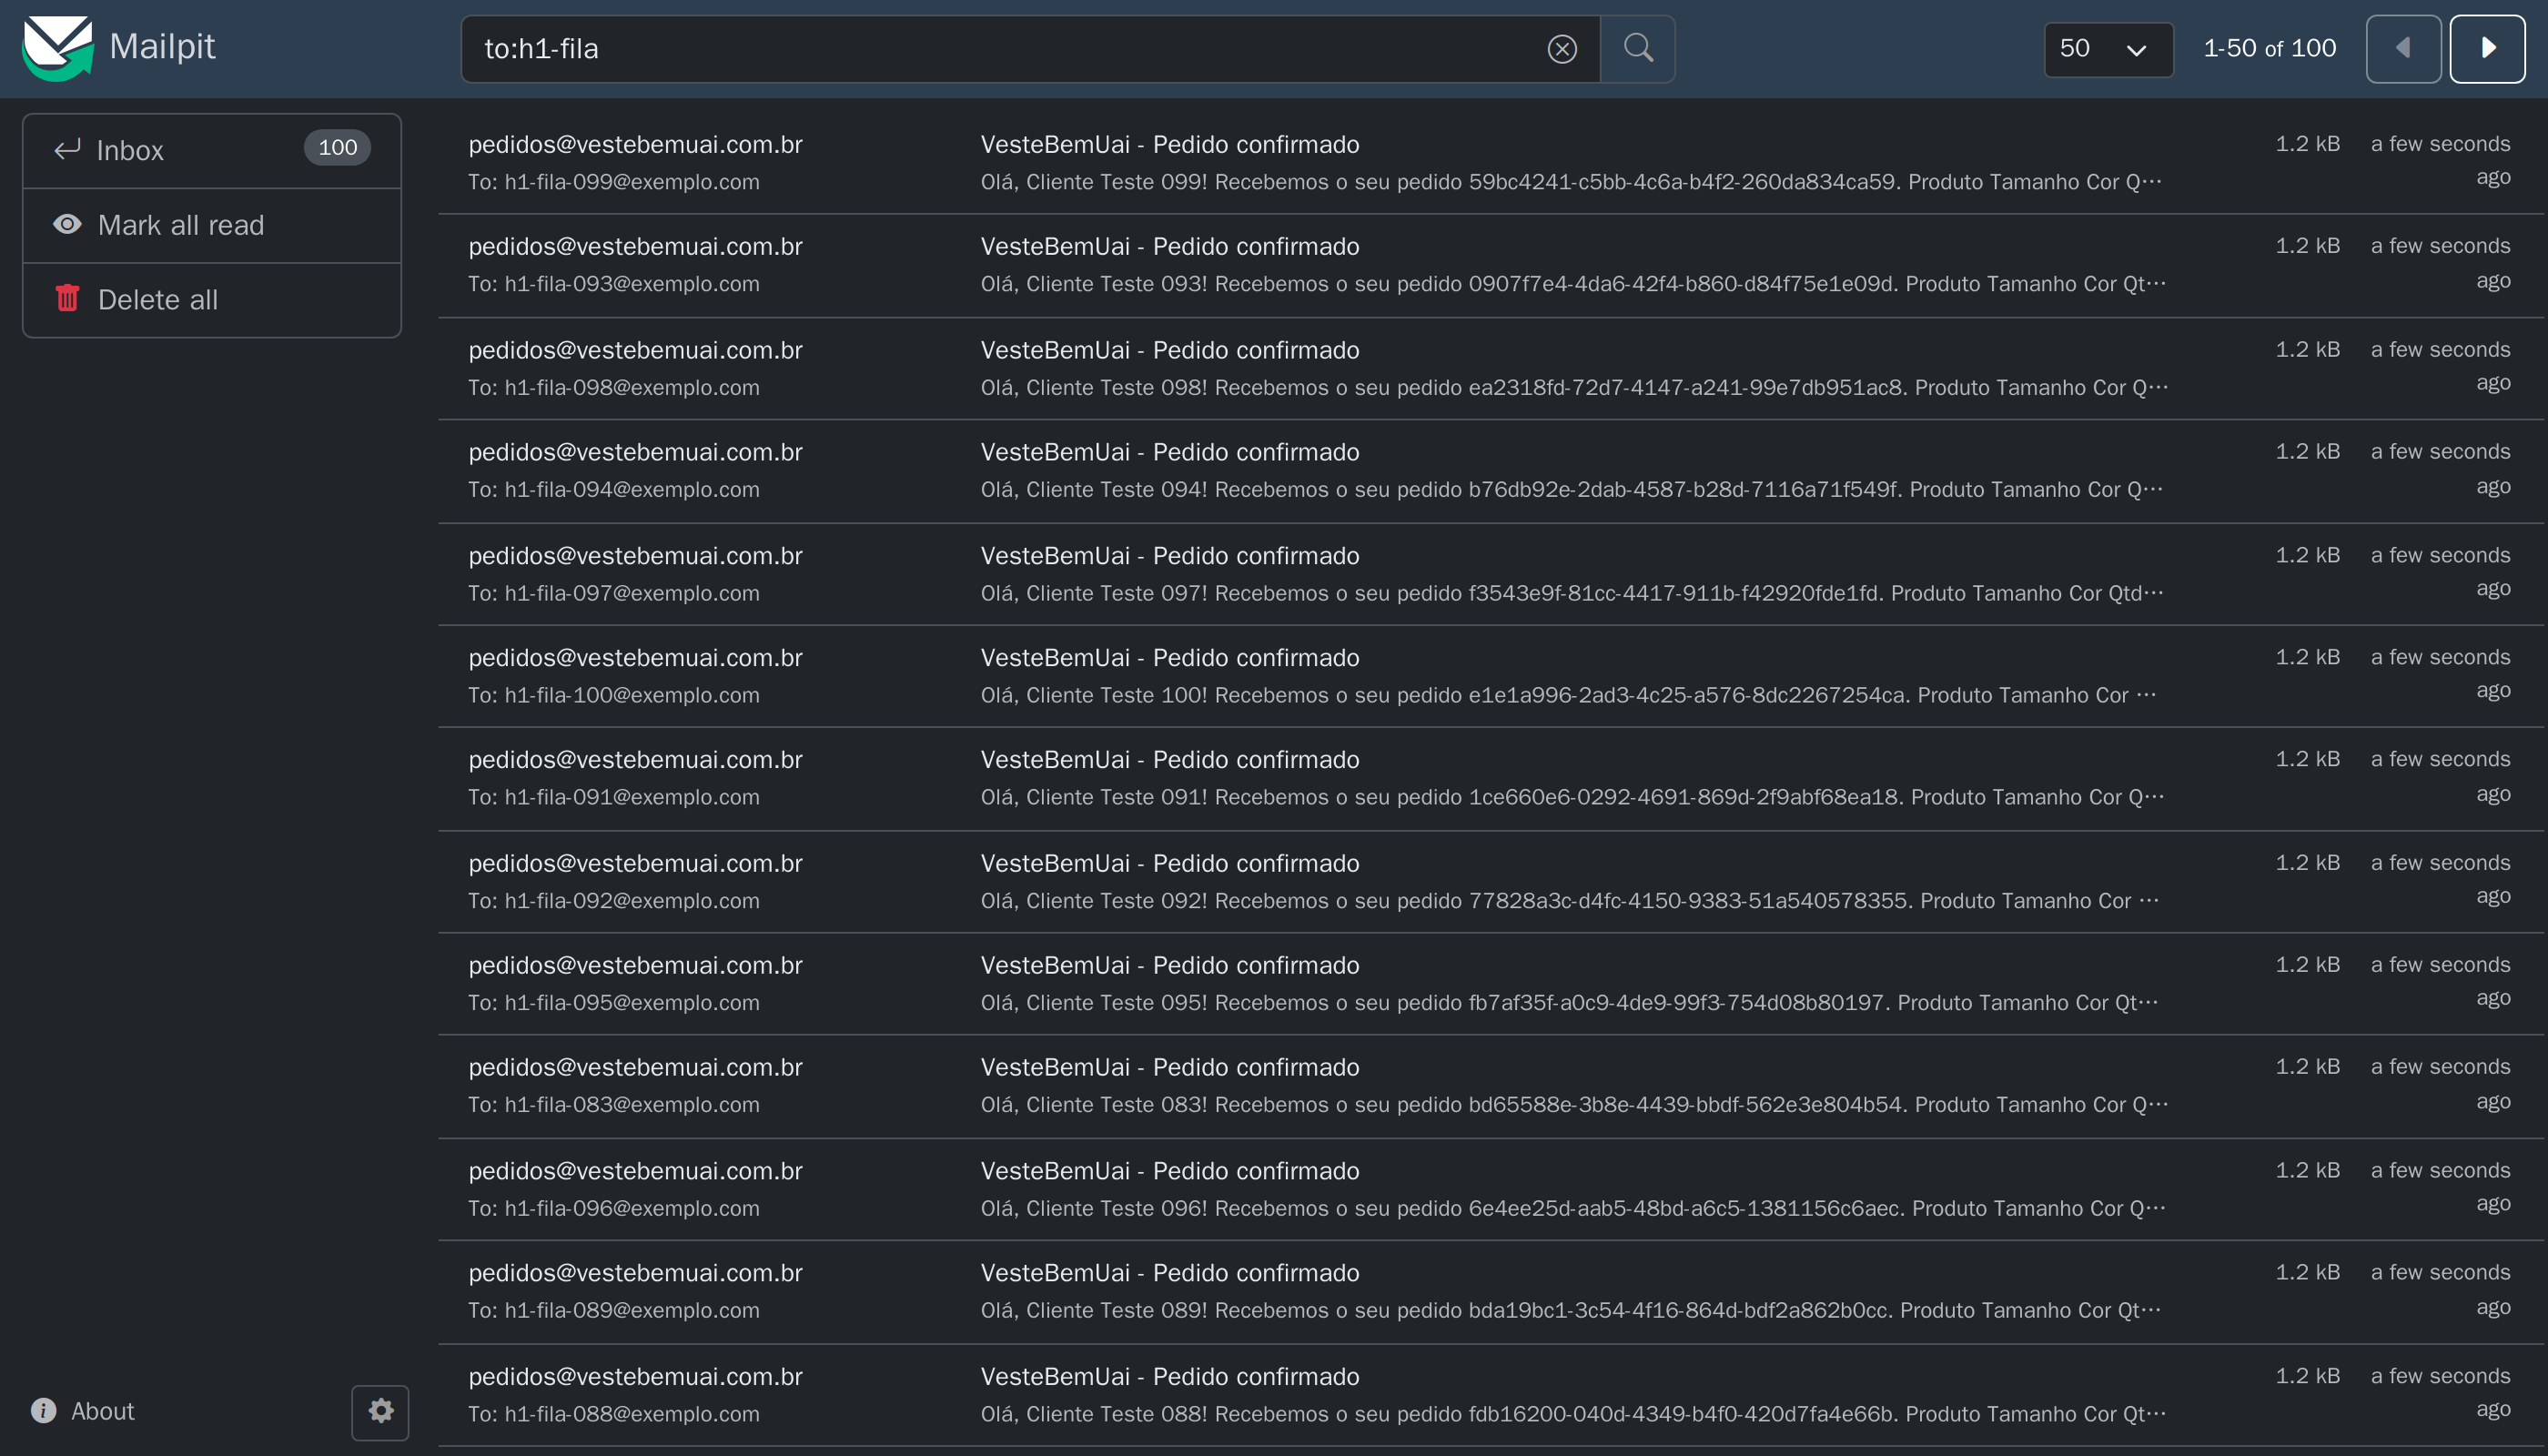 Mailpit
to:h1-fila
50
1-50 of 100
Inbox 100
Mark all read
Delete all
pedidos@vestebemuai.com.br VesteBemUai - Pedido confirmado 1.2 kB a few seconds ago
To: h1-fila-099@exemplo.com Olá, Cliente Teste 099! Recebemos o seu pedido 59bc4241-c5bb-4c6a-b4f2-260da834ca59. Produto Tamanho Cor Q…
pedidos@vestebemuai.com.br VesteBemUai - Pedido confirmado 1.2 kB a few seconds ago
To: h1-fila-093@exemplo.com Olá, Cliente Teste 093! Recebemos o seu pedido 0907f7e4-4da6-42f4-b860-d84f75e1e09d. Produto Tamanho Cor Qt…
pedidos@vestebemuai.com.br VesteBemUai - Pedido confirmado 1.2 kB a few seconds ago
To: h1-fila-098@exemplo.com Olá, Cliente Teste 098! Recebemos o seu pedido ea2318fd-72d7-4147-a241-99e7db951ac8. Produto Tamanho Cor Q…
pedidos@vestebemuai.com.br VesteBemUai - Pedido confirmado 1.2 kB a few seconds ago
To: h1-fila-094@exemplo.com Olá, Cliente Teste 094! Recebemos o seu pedido b76db92e-2dab-4587-b28d-7116a71f549f. Produto Tamanho Cor Q…
pedidos@vestebemuai.com.br VesteBemUai - Pedido confirmado 1.2 kB a few seconds ago
To: h1-fila-097@exemplo.com Olá, Cliente Teste 097! Recebemos o seu pedido f3543e9f-81cc-4417-911b-f42920fde1fd. Produto Tamanho Cor Qtd…
pedidos@vestebemuai.com.br VesteBemUai - Pedido confirmado 1.2 kB a few seconds ago
To: h1-fila-100@exemplo.com Olá, Cliente Teste 100! Recebemos o seu pedido e1e1a996-2ad3-4c25-a576-8dc2267254ca. Produto Tamanho Cor …
pedidos@vestebemuai.com.br VesteBemUai - Pedido confirmado 1.2 kB a few seconds ago
To: h1-fila-091@exemplo.com Olá, Cliente Teste 091! Recebemos o seu pedido 1ce660e6-0292-4691-869d-2f9abf68ea18. Produto Tamanho Cor Q…
pedidos@vestebemuai.com.br VesteBemUai - Pedido confirmado 1.2 kB a few seconds ago
To: h1-fila-092@exemplo.com Olá, Cliente Teste 092! Recebemos o seu pedido 77828a3c-d4fc-4150-9383-51a540578355. Produto Tamanho Cor …
pedidos@vestebemuai.com.br VesteBemUai - Pedido confirmado 1.2 kB a few seconds ago
To: h1-fila-095@exemplo.com Olá, Cliente Teste 095! Recebemos o seu pedido fb7af35f-a0c9-4de9-99f3-754d08b80197. Produto Tamanho Cor Qt…
pedidos@vestebemuai.com.br VesteBemUai - Pedido confirmado 1.2 kB a few seconds ago
To: h1-fila-083@exemplo.com Olá, Cliente Teste 083! Recebemos o seu pedido bd65588e-3b8e-4439-bbdf-562e3e804b54. Produto Tamanho Cor Q…
pedidos@vestebemuai.com.br VesteBemUai - Pedido confirmado 1.2 kB a few seconds ago
To: h1-fila-096@exemplo.com Olá, Cliente Teste 096! Recebemos o seu pedido 6e4ee25d-aab5-48bd-a6c5-1381156c6aec. Produto Tamanho Cor Q…
pedidos@vestebemuai.com.br VesteBemUai - Pedido confirmado 1.2 kB a few seconds ago
To: h1-fila-089@exemplo.com Olá, Cliente Teste 089! Recebemos o seu pedido bda19bc1-3c54-4f16-864d-bdf2a862b0cc. Produto Tamanho Cor Qt…
pedidos@vestebemuai.com.br VesteBemUai - Pedido confirmado 1.2 kB a few seconds ago
To: h1-fila-088@exemplo.com Olá, Cliente Teste 088! Recebemos o seu pedido fdb16200-040d-4349-b4f0-420d7fa4e66b. Produto Tamanho Cor Qt…
About